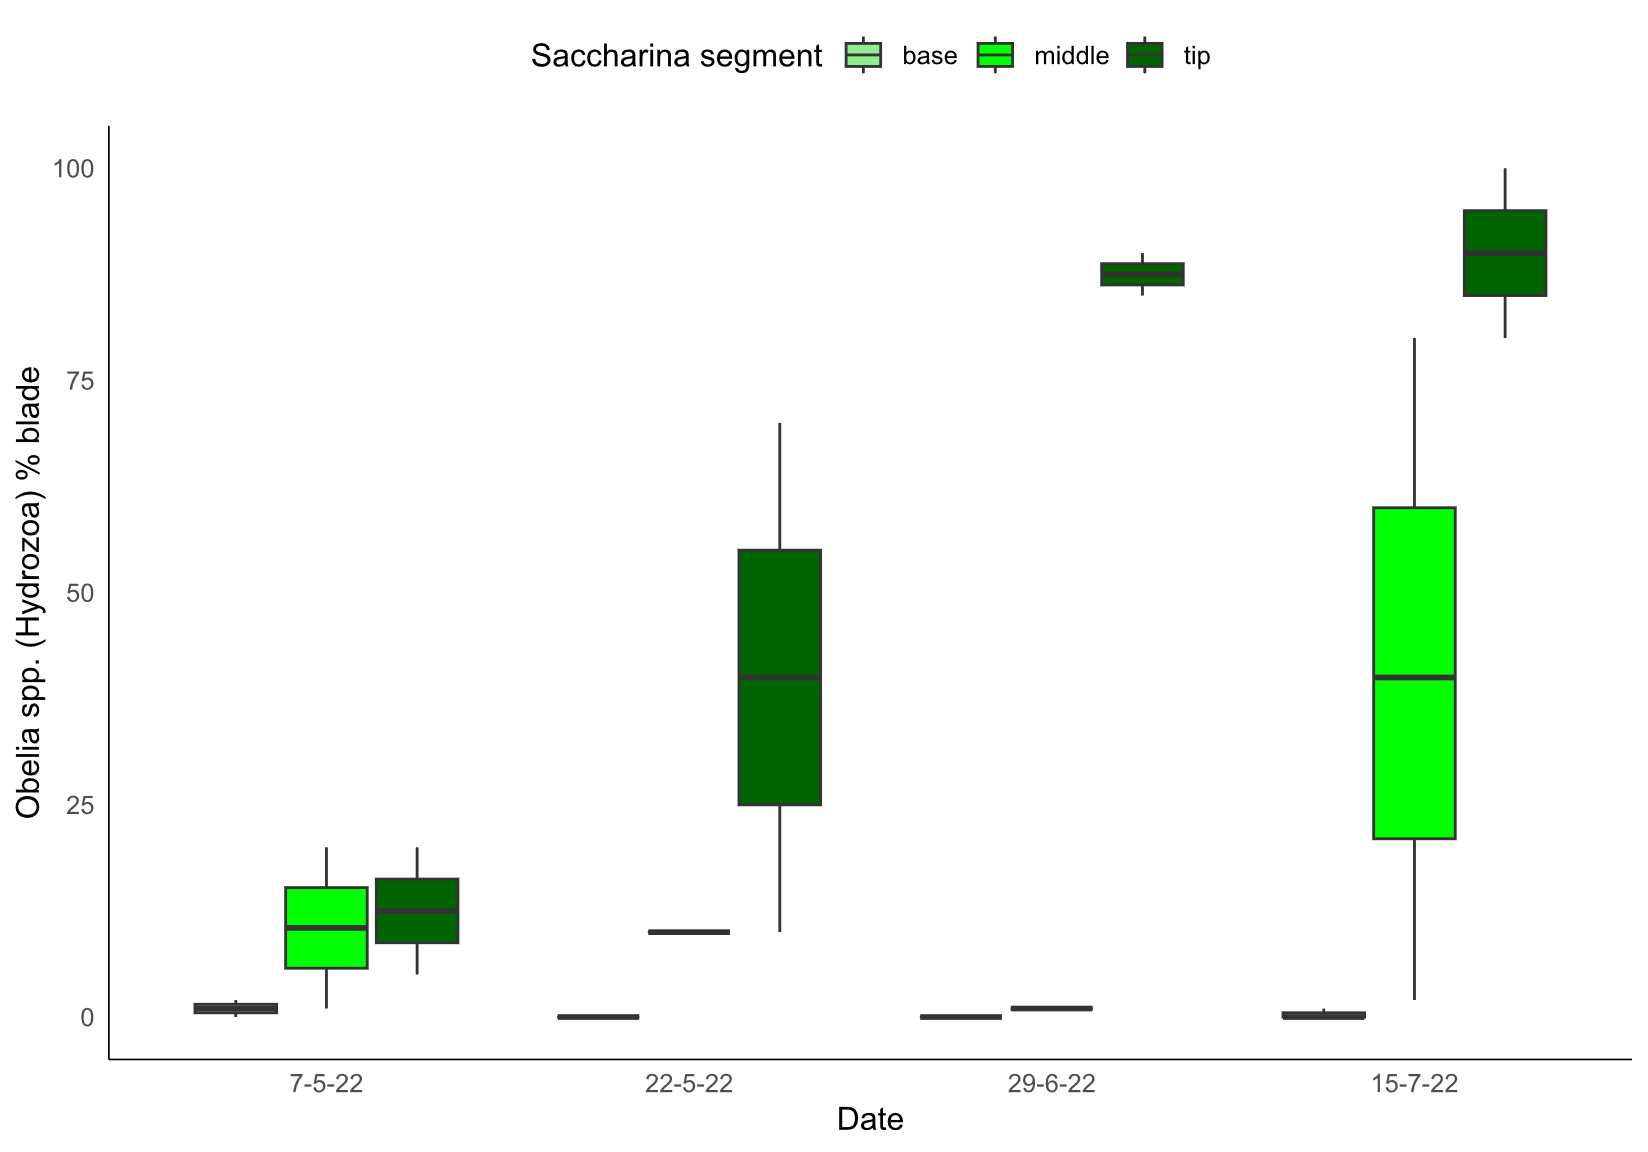 Saccharina segment base middle tip
100
75
50
25
0
Obelia spp. (Hydrozoa) % blade
7-5-22 22-5-22 29-6-22 15-7-22
Date